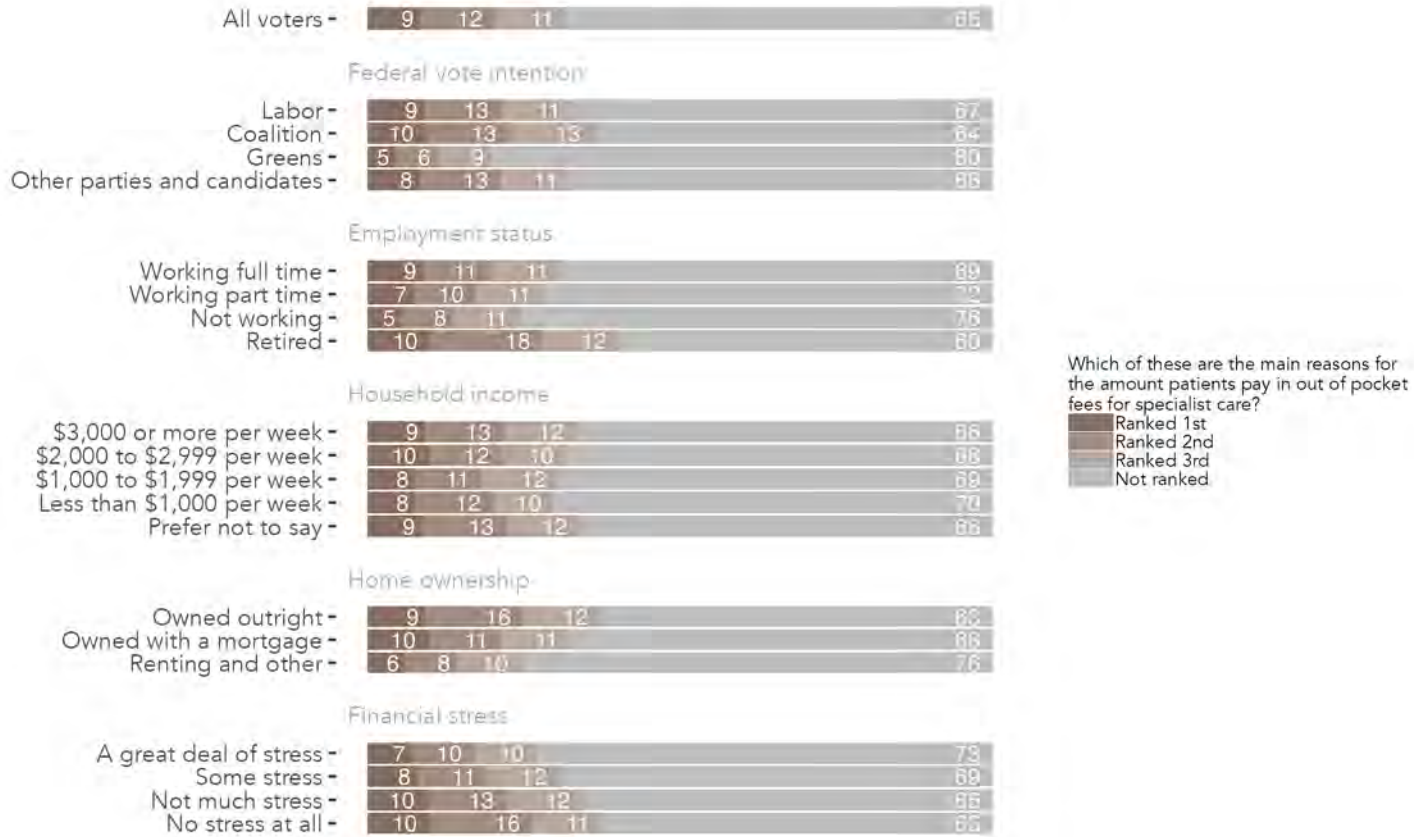 All voters - 9 12 11
Federal vote intention
Labor - 9 13 11 67
Coalition - 10 13 13 64
Greens - 5 6 9 80
Other parties and candidates - 8 13 11
Employment status
Working full time - 9 11 11 69
Working part time - 7 10 11 72
Not working - 5 8 11 76
Retired - 10 18 12 60
Household income
$3,000 or more per week - 9 13 12 66
$2,000 to $2,999 per week - 10 12 10 68
$1,000 to $1,999 per week - 8 11 12 69
Less than $1,000 per week - 8 12 10 70
Prefer not to say - 9 13 12 66
Home ownership
Owned outright - 9 16 12
Owned with a mortgage - 10 11 11
Renting and other - 6 8 10 76
Financial stress
A great deal of stress - 7 10 10 73
Some stress - 8 11 12 69
Not much stress - 10 13 12
No stress at all - 10 16 11
Which of these are the main reasons for
the amount patients pay in out of pocket
fees for specialist care?
Ranked 1st
Ranked 2nd
Ranked 3rd
Not ranked